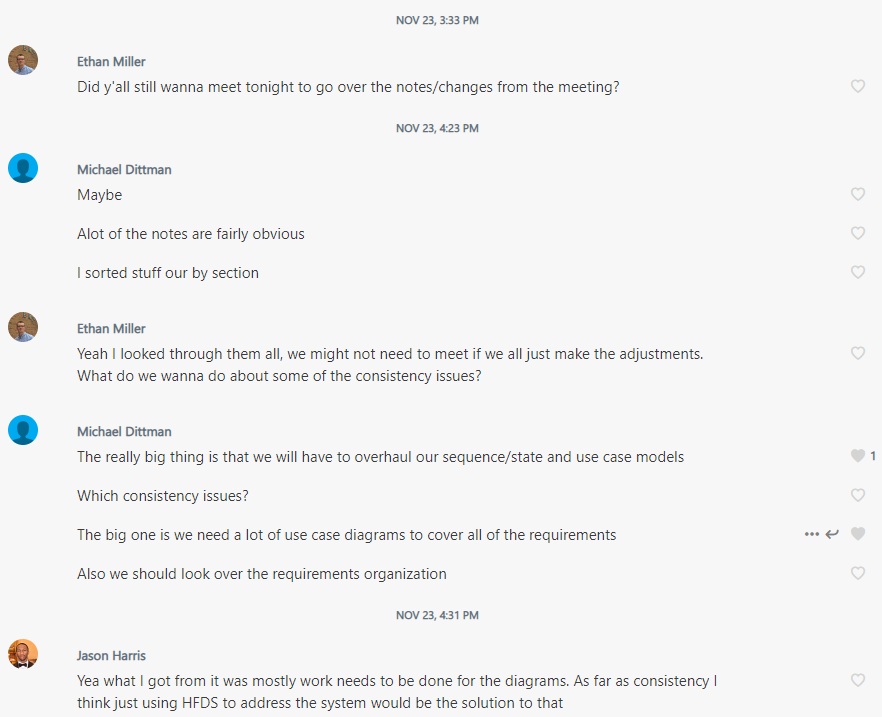 NOV 23, 3:33 PM
Ethan Miller
Did y'all still wanna meet tonight to go over the notes/changes from the meeting?
NOV 23, 4:23 PM
Michael Dittman
Maybe
Alot of the notes are fairly obvious
I sorted stuff our by section
Ethan Miller
Yeah I looked through them all, we might not need to meet if we all just make the adjustments.
What do we wanna do about some of the consistency issues?
Michael Dittman
The really big thing is that we will have to overhaul our sequence/state and use case models
1
Which consistency issues?
The big one is we need a lot of use case diagrams to cover all of the requirements
Also we should look over the requirements organization
NOV 23, 4:31 PM
Jason Harris
Yea what I got from it was mostly work needs to be done for the diagrams. As far as consistency I
think just using HFDS to address the system would be the solution to that